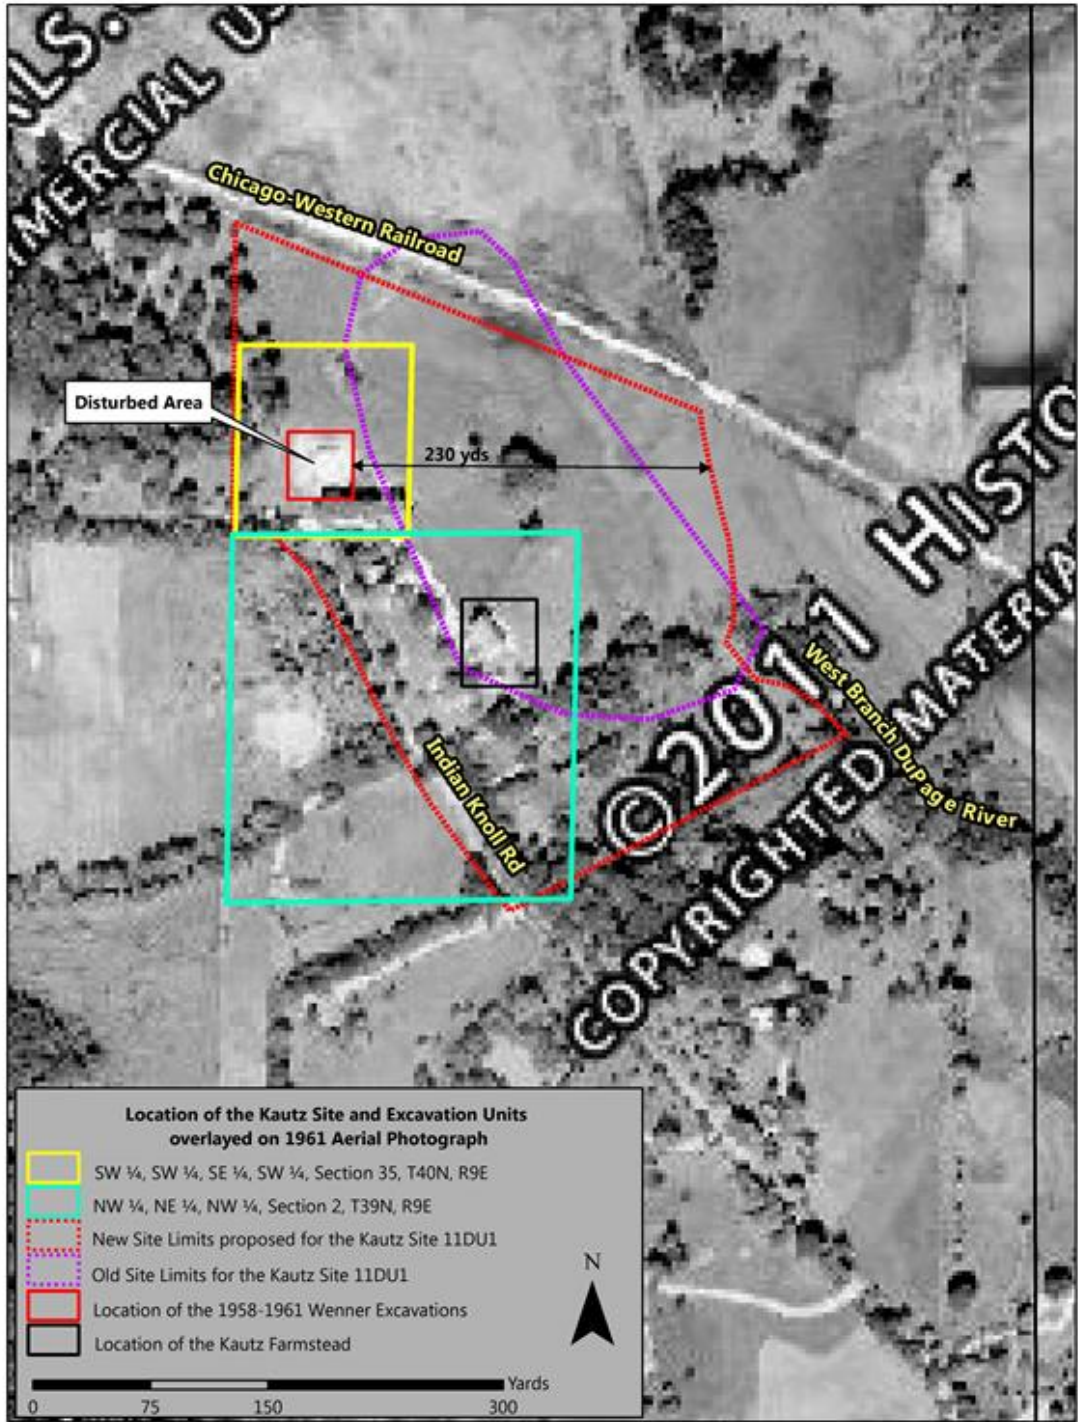 ALS.
MMERCIAL US
Chicago-Western Railroad
Disturbed Area
230 yds
HISTO
© 2011
COPYRIGHTED MATERIA
West Branch DuPage River
Indian Knoll Rd
Location of the Kautz Site and Excavation Units
overlayed on 1961 Aerial Photograph
SW ¼, SW ¼, SE ¼, SW ¼, Section 35, T40N, R9E
NW ¼, NE ¼, NW ¼, Section 2, T39N, R9E
New Site Limits proposed for the Kautz Site 11DU1
Old Site Limits for the Kautz Site 11DU1
Location of the 1958-1961 Wenner Excavations
Location of the Kautz Farmstead
N
Yards
0 75 150 300